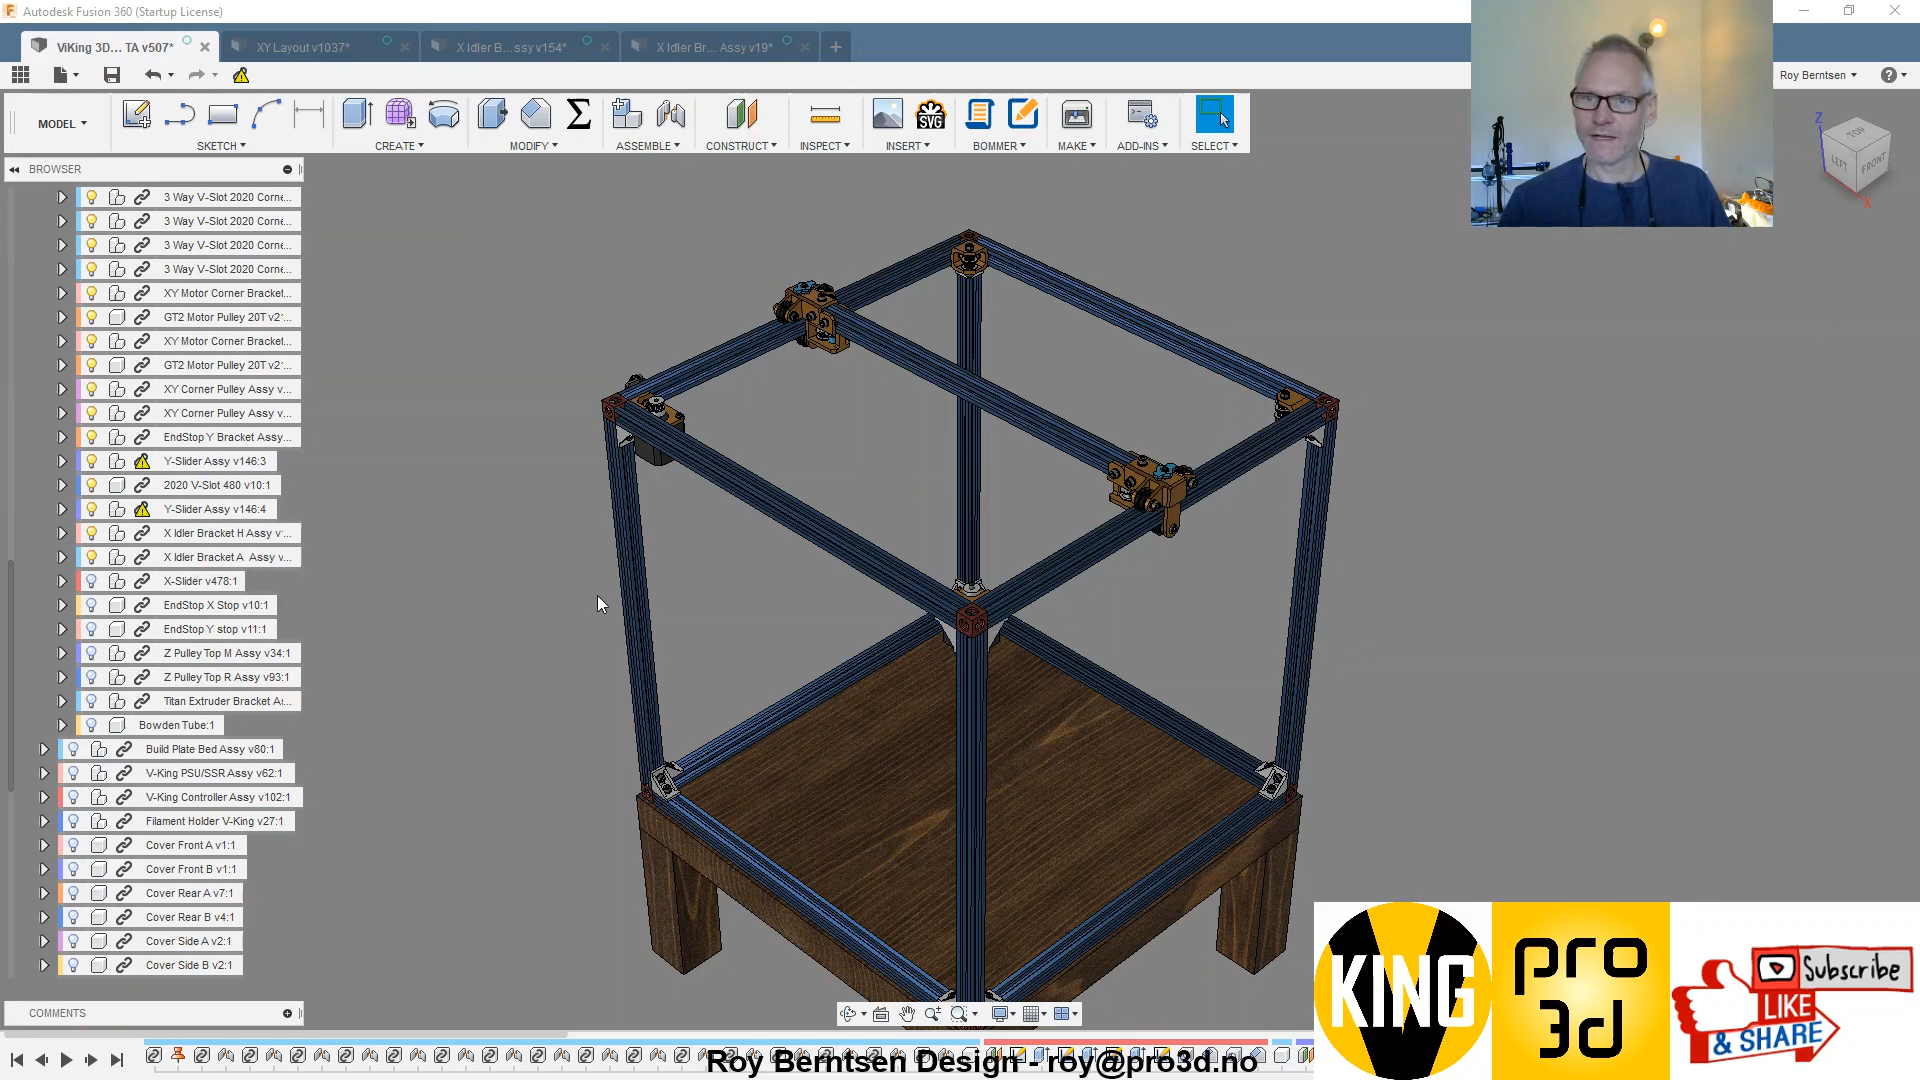 Autodesk Fusion 360 (Startup License)
ViKing 3D... TA v507*
XY Layout v1037*
X Idler B...ssy v154*
X Idler Br... Assy v19*
Roy Berntsen
MODEL
SKETCH
CREATE
MODIFY
ASSEMBLE
CONSTRUCT
INSPECT
SVG
INSERT
BOMMER
MAKE
ADD-INS
SELECT
Z
TOP
LEFT
FRONT
X
BROWSER
3 Way V-Slot 2020 Corne...
3 Way V-Slot 2020 Corne...
3 Way V-Slot 2020 Corne...
3 Way V-Slot 2020 Corne...
XY Motor Corner Bracket...
GT2 Motor Pulley 20T v2...
XY Motor Corner Bracket...
GT2 Motor Pulley 20T v2...
XY Corner Pulley Assy v...
XY Corner Pulley Assy v...
EndStop Y Bracket Assy...
Y-Slider Assy v146:3
2020 V-Slot 480 v10:1
Y-Slider Assy v146:4
X Idler Bracket H Assy v...
X Idler Bracket A Assy v...
X-Slider v478:1
EndStop X Stop v10:1
EndStop Y stop v11:1
Z Pulley Top M Assy v34:1
Z Pulley Top R Assy v93:1
Titan Extruder Bracket A...
Bowden Tube:1
Build Plate Bed Assy v80:1
V-King PSU/SSR Assy v62:1
V-King Controller Assy v102:1
Filament Holder V-King v27:1
Cover Front A v1:1
Cover Front B v1:1
Cover Rear A v7:1
Cover Rear B v4:1
Cover Side A v2:1
Cover Side B v2:1
COMMENTS
KING
pro
3d
Subscribe
LIKE
& SHARE
Roy Berntsen Design - roy@pro3d.no